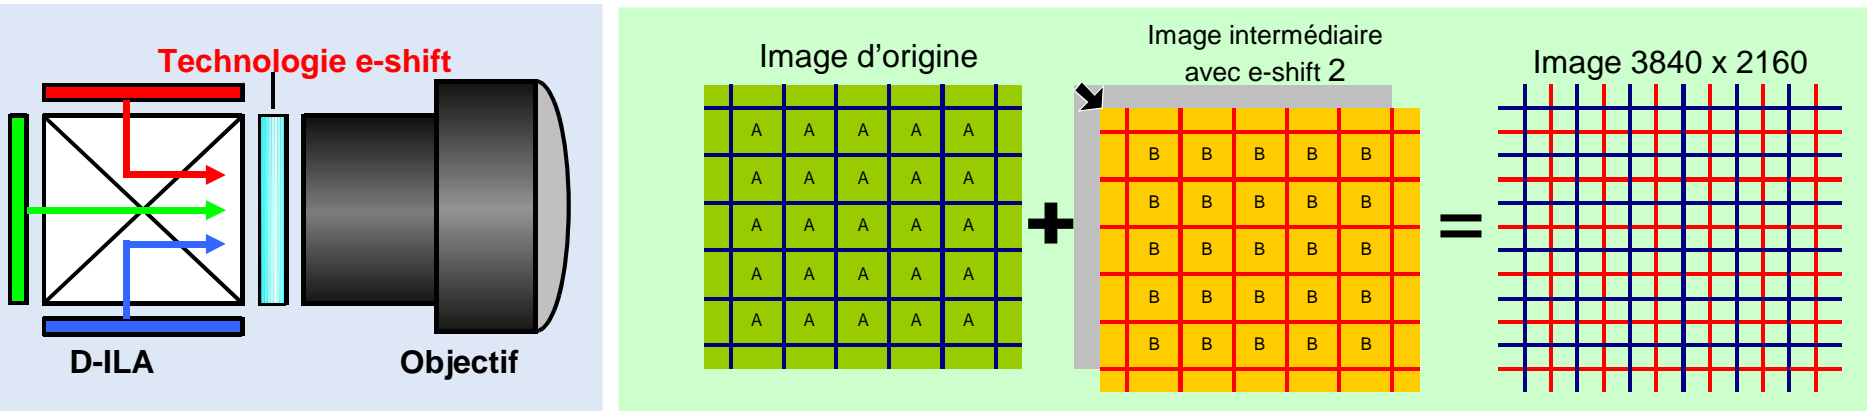 Technologie e-shift
D-ILA
Objectif
Image d’origine
A A A A A
A A A A A
A A A A A
A A A A A
A A A A A
Image intermédiaire
avec e-shift 2
B B B B B
B B B B B
B B B B B
B B B B B
B B B B B
Image 3840 x 2160